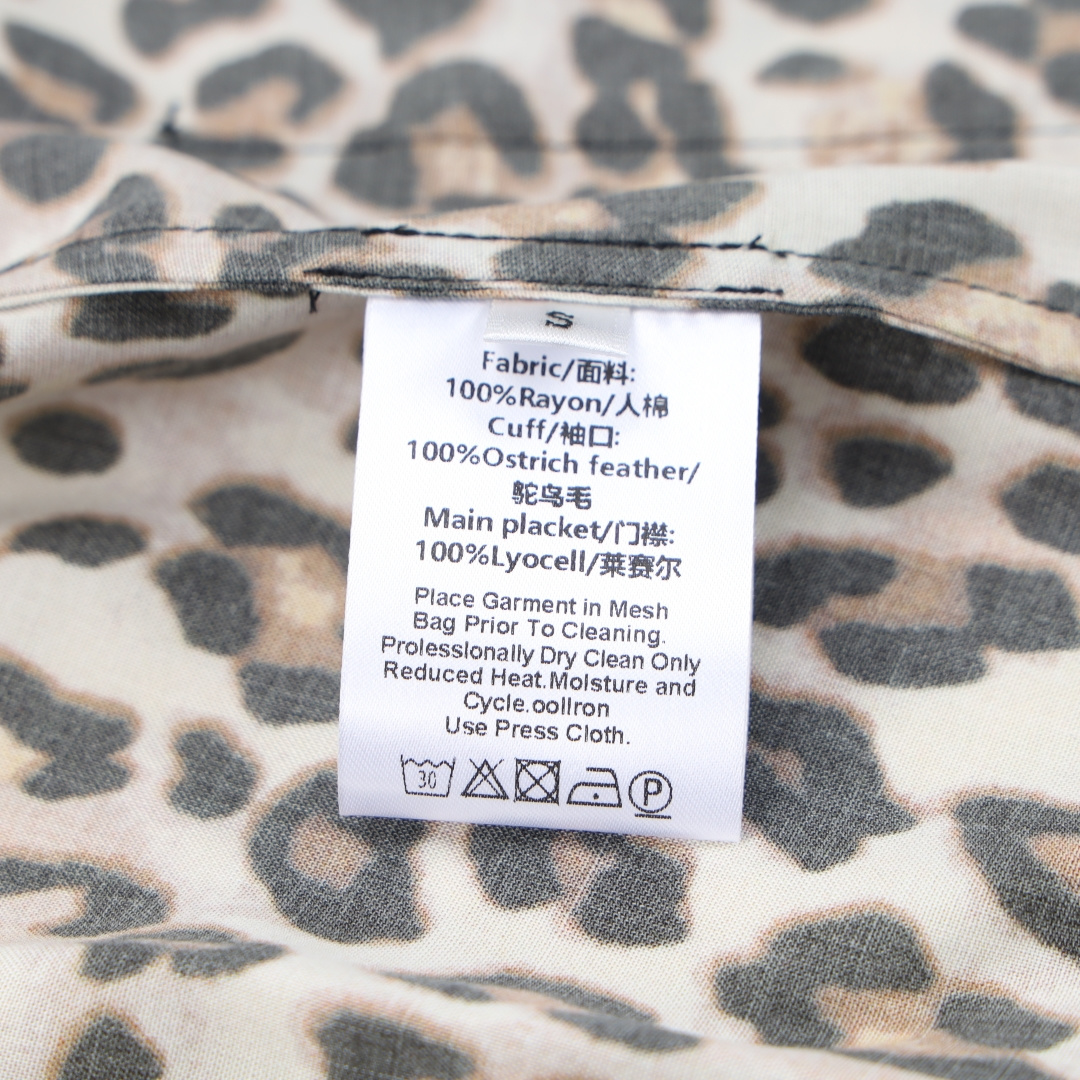 S
Fabric/面料:
100%Rayon/人棉
Cuff/袖口:
100%Ostrich feather/
鸵鸟毛
Main placket/门襟:
100%Lyocell/莱赛尔
Place Garment in Mesh
Bag Prior To Cleaning.
Prolessionally Dry Clean Only
Reduced Heat.Molsture and
Cycle.oollron
Use Press Cloth.
30 P